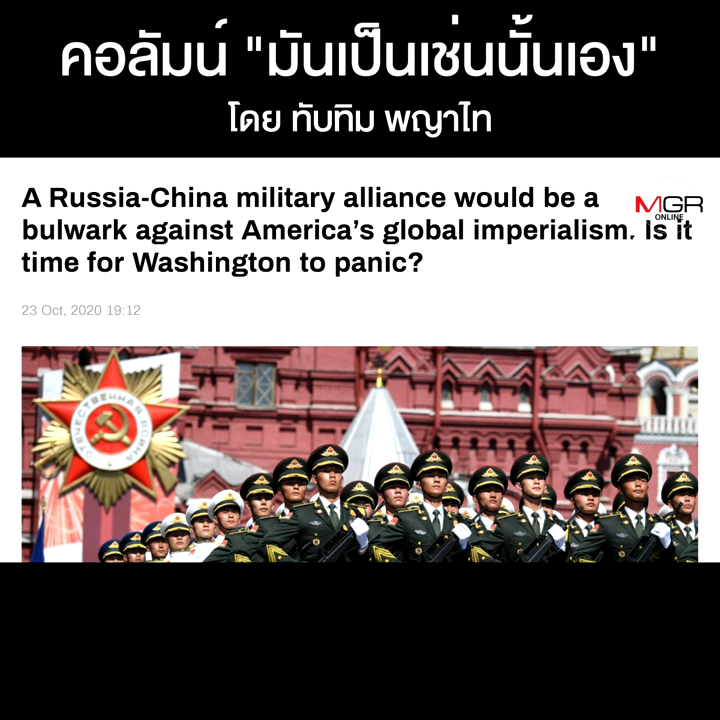 คอลัมน์ "มันเป็นเช่นนั้นเอง"
โดย ทับทิม พญาไท
A Russia-China military alliance would be a
bulwark against America’s global imperialism. Is it
time for Washington to panic?
MGR
ONLINE
23 Oct, 2020 19:12
ОТЕЧЕСТВЕННАЯ ВОЙНА